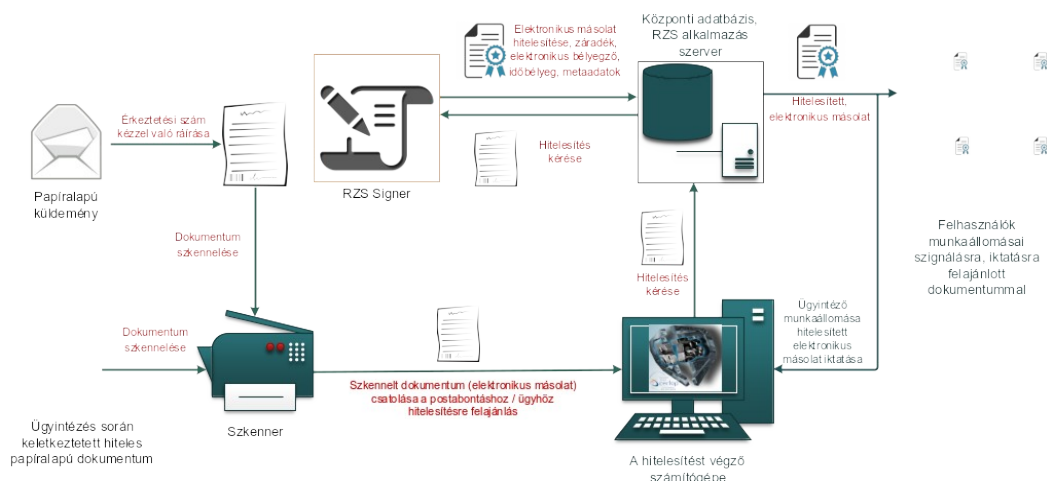 Elektronikus másolat
hitelesítése, záradék,
elektronikus bélyegző,
időbélyeg, metaadatok
Központi adatbázis,
RZS alkalmazás
szerver
Érkeztetési szám
kézzel való ráírása
Hitelesített,
elektronikus másolat
Hitelesítés
kérése
Papíralapú
küldemény
RZS Signer
Dokumentum
szkennelése
Felhasználók
munkaállomásai
szignálásra, iktatásra
felajánlott
dokumentummal
Hitelesítés
kérése
Ügyintéző
munkaállomása
hitelesített
elektronikus
másolat iktatása
Dokumentum
szkennelése
Szkennelt dokumentum (elektronikus másolat)
csatolása a postabontáshoz / ügyhöz
hitelesítésre felajánlás
Ügyintézés során
keletkeztetett hiteles
papíralapú dokumentum
Szkenner
A hitelesítést végző
számítógépe